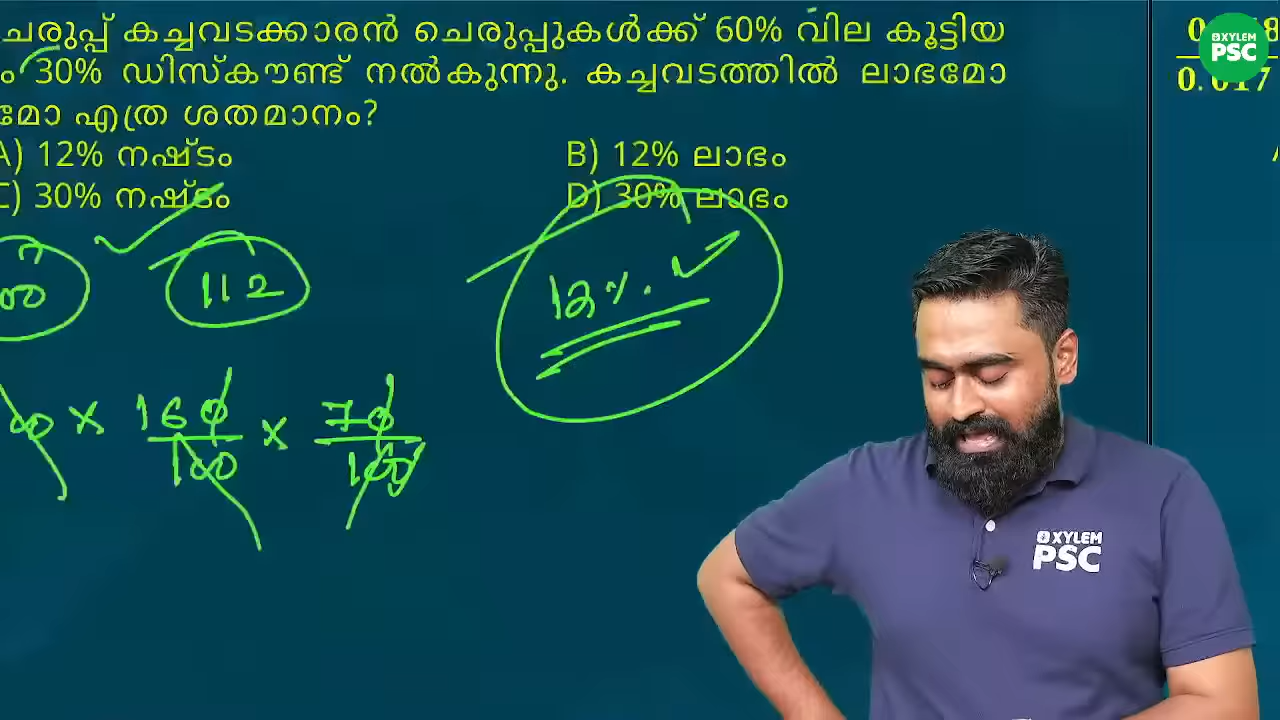 ചെരുപ്പ് കച്ചവടക്കാരൻ ചെരുപ്പുകൾക്ക് 60% വില കൂട്ടിയ
30% ഡിസ്കൗണ്ട് നൽകുന്നു. കച്ചവടത്തിൽ ലാഭമോ
മോ എത്ര ശതമാനം?
A) 12% നഷ്ടം B) 12% ലാഭം
C) 30% നഷ്ടം D) 30% ലാഭം
112
12%.
× 160/100 × 70/100
XYLEM
PSC
XYLEM
PSC